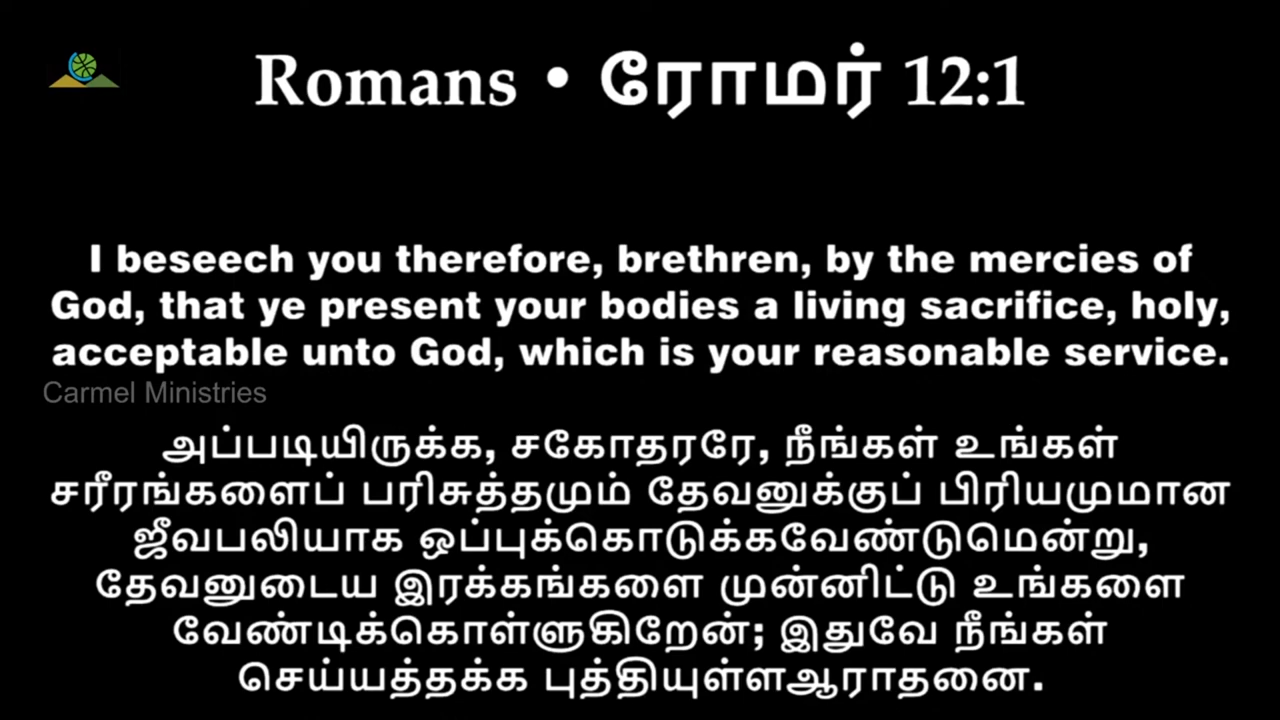 Romans • ரோமர் 12:1
I beseech you therefore, brethren, by the mercies of
God, that ye present your bodies a living sacrifice, holy,
acceptable unto God, which is your reasonable service.
Carmel Ministries
அப்படியிருக்க, சகோதரரே, நீங்கள் உங்கள்
சரீரங்களைப் பரிசுத்தமும் தேவனுக்குப் பிரியமுமான
ஜீவபலியாக ஒப்புக்கொடுக்கவேண்டுமென்று,
தேவனுடைய இரக்கங்களை முன்னிட்டு உங்களை
வேண்டிக்கொள்ளுகிறேன்; இதுவே நீங்கள்
செய்யத்தக்க புத்தியுள்ளஆராதனை.